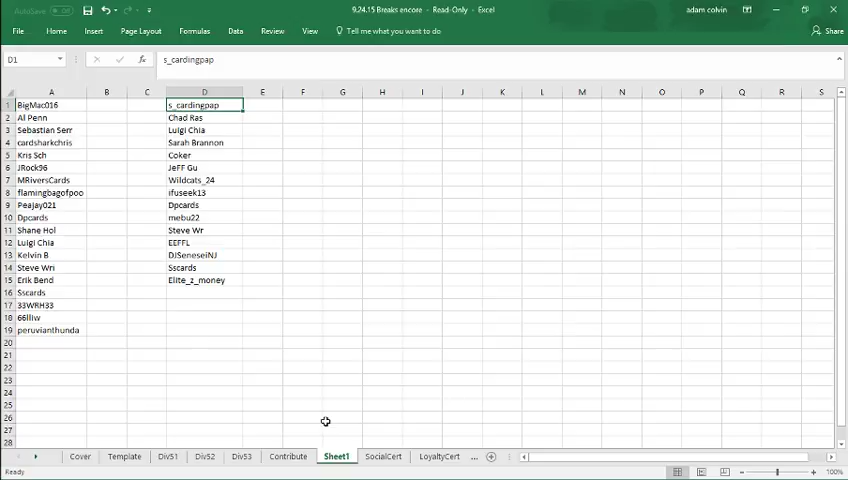 AutoSave Off 9.24.15 Breaks encore - Read-Only - Excel adam colvin
File Home Insert Page Layout Formulas Data Review View Tell me what you want to do Share
D1 fx s_cardingpap
A B C D E F G H I J K L M N O P Q R S
1 BigMac016 s_cardingpap
2 Al Penn Chad Ras
3 Sebastian Serr Luigi Chia
4 cardsharkchris Sarah Brannon
5 Kris Sch Coker
6 JRock96 JeFF Gu
7 MRiversCards Wildcats_24
8 flamingbagofpoo ifuseek13
9 Peajay021 Dpcards
10 Dpcards mebu22
11 Shane Hol Steve Wr
12 Luigi Chia EEFFL
13 Kelvin B DJSeneseiNJ
14 Steve Wri Sscards
15 Erik Bend Elite_z_money
16 Sscards
17 33WRH33
18 66lliw
19 peruvianthunda
20
21
22
23
24
25
26
27
28
Cover Template Div51 Div52 Div53 Contribute Sheet1 SocialCert LoyaltyCert ...
Ready 100%